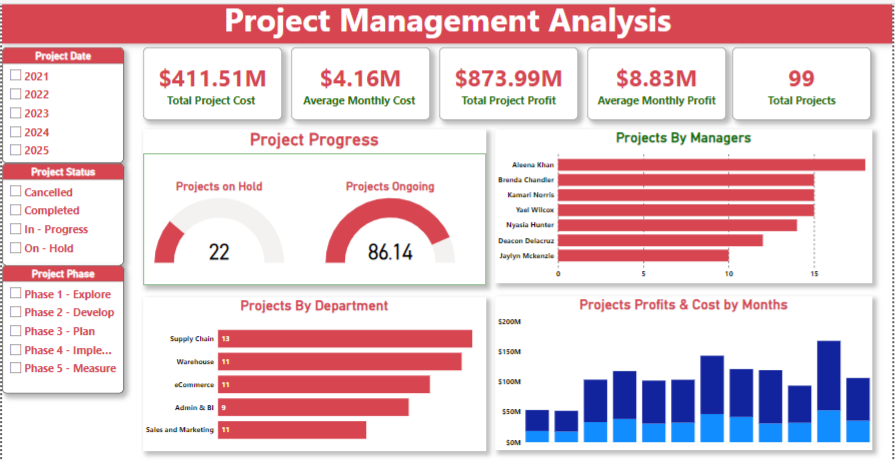 Project Management Analysis
Project Date
2021
2022
2023
2024
2025
Project Status
Cancelled
Completed
In - Progress
On - Hold
Project Phase
Phase 1 - Explore
Phase 2 - Develop
Phase 3 - Plan
Phase 4 - Imple...
Phase 5 - Measure
$411.51M
Total Project Cost
$4.16M
Average Monthly Cost
$873.99M
Total Project Profit
$8.83M
Average Monthly Profit
99
Total Projects
Project Progress
Projects on Hold
22
Projects Ongoing
86.14
Projects By Managers
Aleena Khan
Brenda Chandler
Kamari Norris
Yael Wilcox
Nyasia Hunter
Deacon Delacruz
Jaylyn Mckenzie
0 5 10 15
Projects By Department
Supply Chain 13
Warehouse 11
eCommerce 11
Admin & BI 9
Sales and Marketing 11
Projects Profits & Cost by Months
$200M
$150M
$100M
$50M
$0M